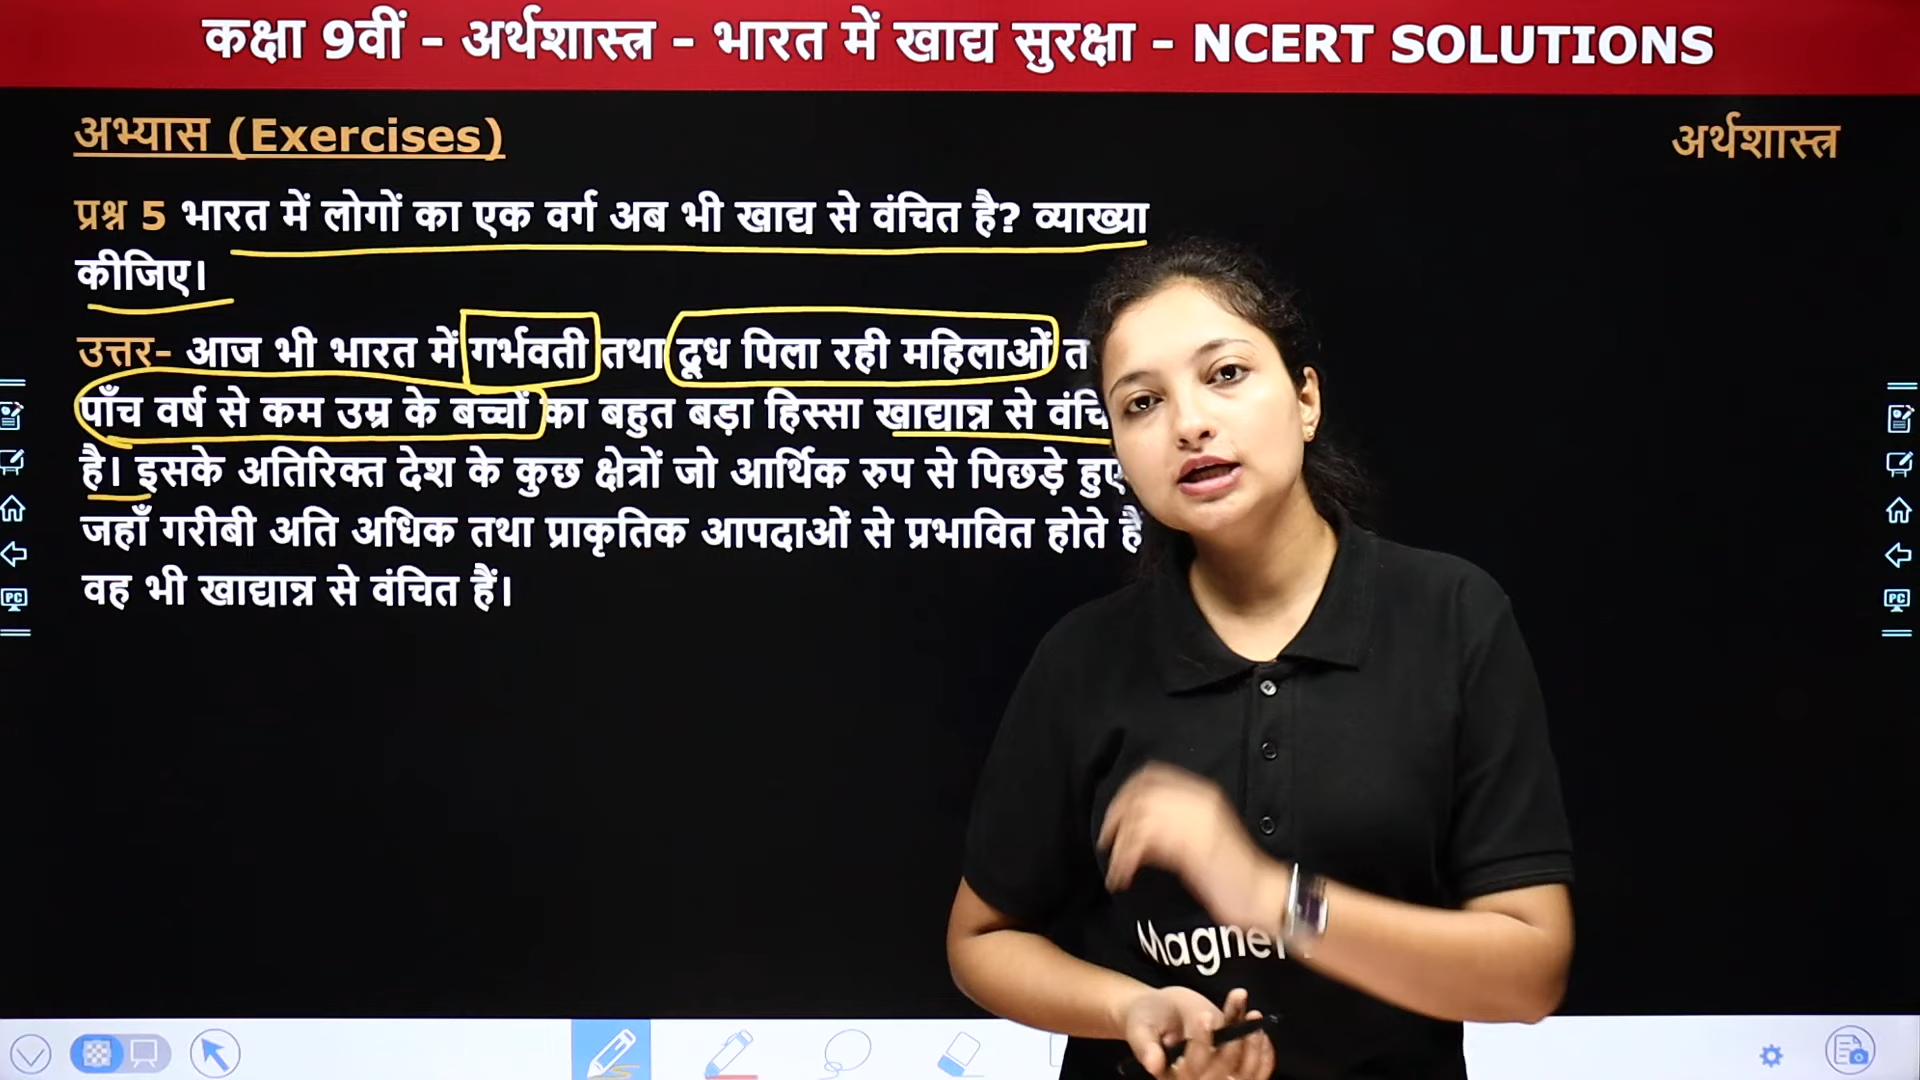 कक्षा 9वीं - अर्थशास्त्र - भारत में खाद्य सुरक्षा - NCERT SOLUTIONS
अभ्यास (Exercises)
अर्थशास्त्र
प्रश्न 5 भारत में लोगों का एक वर्ग अब भी खाद्य से वंचित है? व्याख्या
कीजिए।
उत्तर- आज भी भारत में गर्भवती तथा दूध पिला रही महिलाओं
पाँच वर्ष से कम उम्र के बच्चों का बहुत बड़ा हिस्सा खाद्यान्न से
है। इसके अतिरिक्त देश के कुछ क्षेत्रों जो आर्थिक रुप से पिछड़े हुए
जहाँ गरीबी अति अधिक तथा प्राकृतिक आपदाओं से प्रभावित होते हैं
वह भी खाद्यान्न से वंचित हैं।
PC
PC